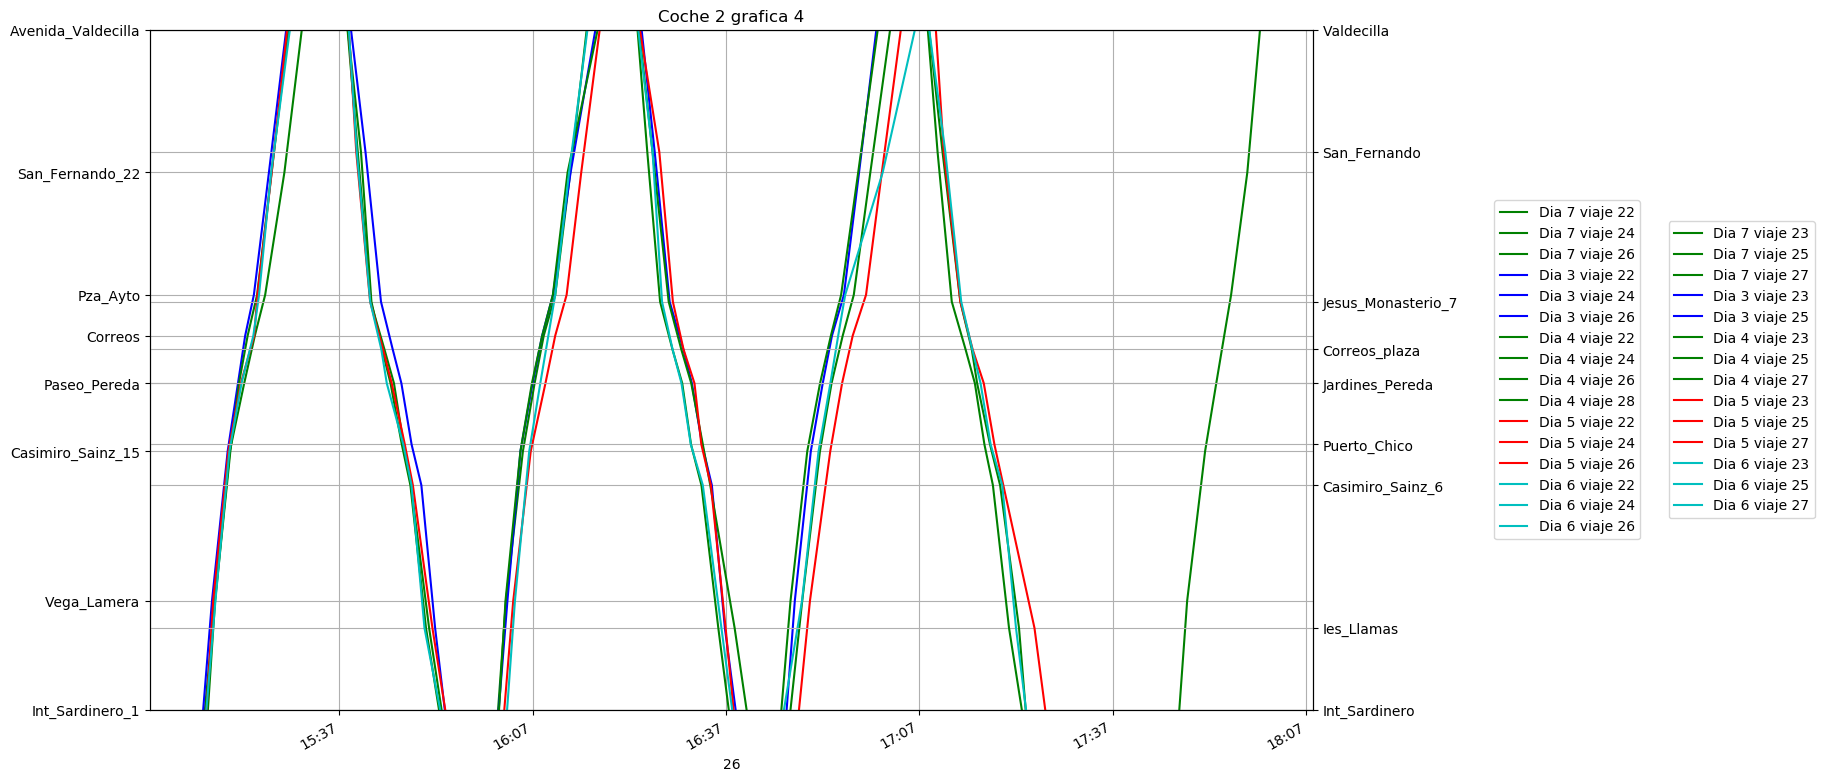 Coche 2 grafica 4
Avenida_Valdecilla
San_Fernando_22
Pza_Ayto
Correos
Paseo_Pereda
Casimiro_Sainz_15
Vega_Lamera
Int_Sardinero_1
Valdecilla
San_Fernando
Jesus_Monasterio_7
Correos_plaza
Jardines_Pereda
Puerto_Chico
Casimiro_Sainz_6
Ies_Llamas
Int_Sardinero
15:37
16:07
16:37
17:07
17:37
18:07
26
Dia 7 viaje 22
Dia 7 viaje 24
Dia 7 viaje 26
Dia 3 viaje 22
Dia 3 viaje 24
Dia 3 viaje 26
Dia 4 viaje 22
Dia 4 viaje 24
Dia 4 viaje 26
Dia 4 viaje 28
Dia 5 viaje 22
Dia 5 viaje 24
Dia 5 viaje 26
Dia 6 viaje 22
Dia 6 viaje 24
Dia 6 viaje 26
Dia 7 viaje 23
Dia 7 viaje 25
Dia 7 viaje 27
Dia 3 viaje 23
Dia 3 viaje 25
Dia 4 viaje 23
Dia 4 viaje 25
Dia 4 viaje 27
Dia 5 viaje 23
Dia 5 viaje 25
Dia 5 viaje 27
Dia 6 viaje 23
Dia 6 viaje 25
Dia 6 viaje 27